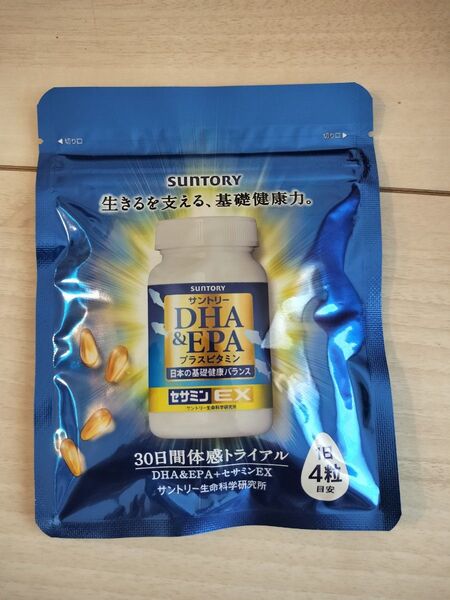 切り口
切り口
SUNTORY
生きるを支える、基礎健康力。
SUNTORY
サントリー
DHA
&EPA
プラスビタミン
日本の基礎健康バランス
セサミンEX
サントリー生命科学研究所
30日間体感トライアル
DHA&EPA+セサミンEX
サントリー生命科学研究所
1日
4粒
目安